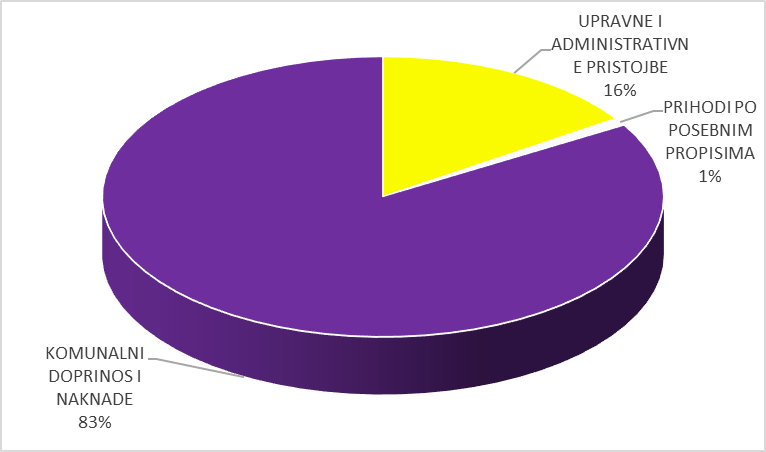 UPRAVNE I
ADMINISTRATIVN
E PRISTOJBE
16%
PRIHODI PO
POSEBNIM
PROPISIMA
1%
KOMUNALNI
DOPRINOS I
NAKNADE
83%